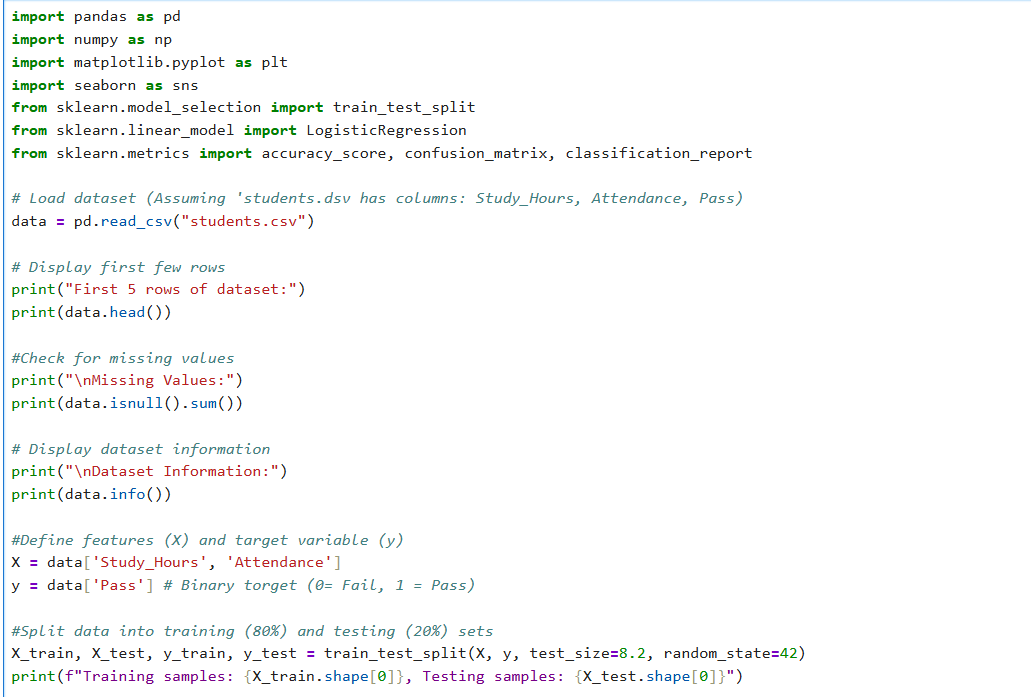 import pandas as pd
import numpy as np
import matplotlib.pyplot as plt
import seaborn as sns
from sklearn.model_selection import train_test_split
from sklearn.linear_model import LogisticRegression
from sklearn.metrics import accuracy_score, confusion_matrix, classification_report
# Load dataset (Assuming 'students.dsv has columns: Study_Hours, Attendance, Pass)
data = pd.read_csv("students.csv")
# Display first few rows
print("First 5 rows of dataset:")
print(data.head())
#Check for missing values
print("\nMissing Values:")
print(data.isnull().sum())
# Display dataset information
print("\nDataset Information:")
print(data.info())
#Define features (X) and target variable (y)
X = data['Study_Hours', 'Attendance']
y = data['Pass'] # Binary torget (0= Fail, 1 = Pass)
#Split data into training (80%) and testing (20%) sets
X_train, X_test, y_train, y_test = train_test_split(X, y, test_size=8.2, random_state=42)
print(f"Training samples: {X_train.shape[0]}, Testing samples: {X_test.shape[0]}")